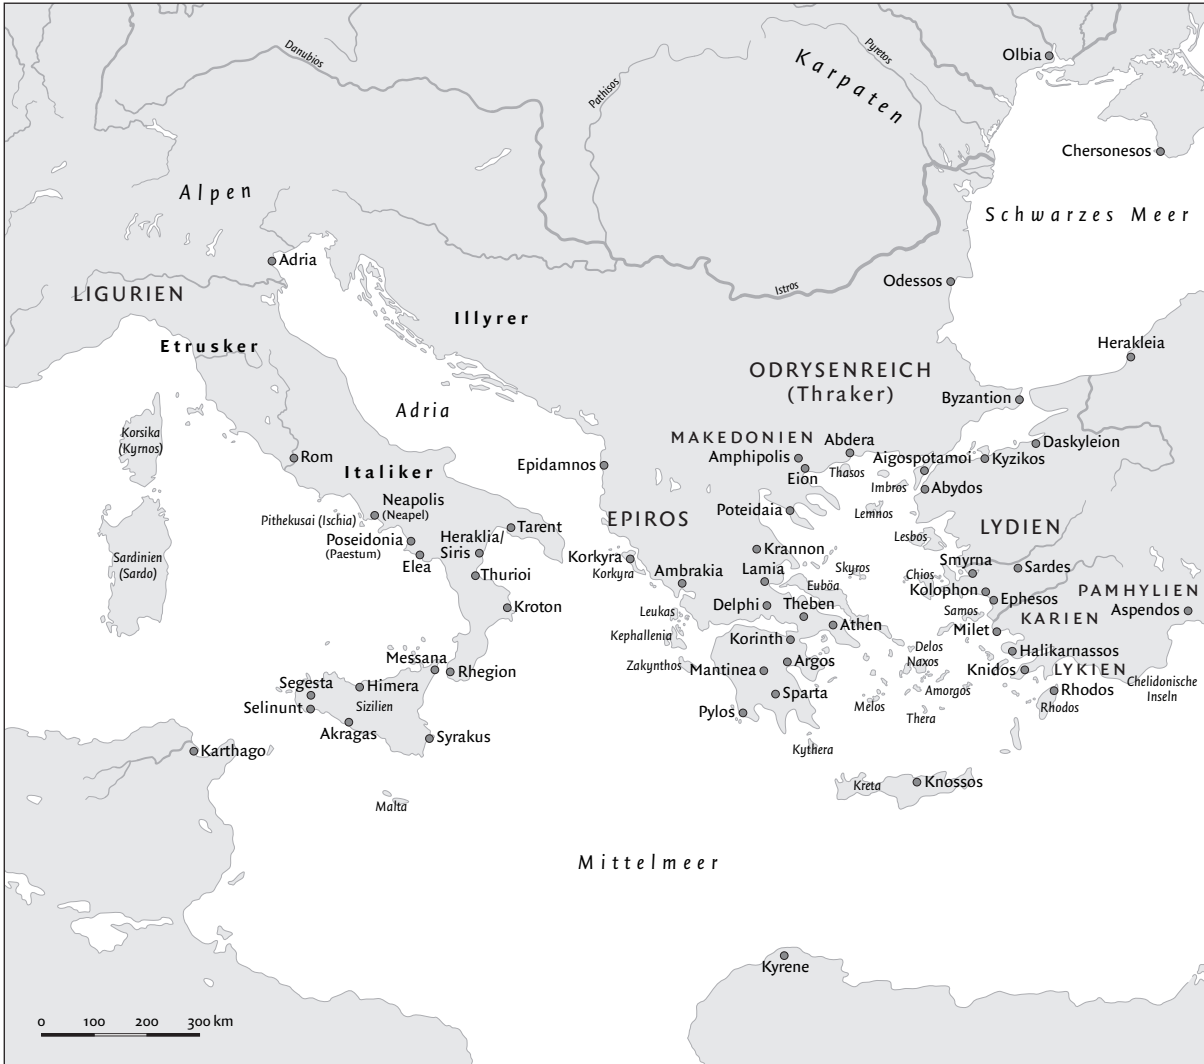 Danubios
Pathisos
Pyretos
Karpaten
Olbia
Chersonesos
Alpen
Schwarzes Meer
Adria
LIGURIEN
Istros
Odessos
Illyrer
Etrusker
Herakleia
ODRYSENREICH
(Thraker)
Byzantion
Adria
Korsika
(Kyrnos)
MAKEDONIEN
Abdera
Daskyleion
Rom
Italiker
Epidamnos
Amphipolis
Eion
Thasos
Aigospotamoi
Kyzikos
Imbros
Abydos
Neapolis
(Neapel)
Pithekusai (Ischia)
Poteidaia
Lemnos
EPIROS
LYDIEN
Tarent
Poseidonia
(Paestum)
Heraklia/
Siris
Lesbos
Elea
Sardinien
(Sardo)
Korkyra
Korkyra
Krannon
Smyrna
Sardes
Thurioi
Ambrakia
Lamia
Skyros
Chios
Euböa
Kolophon
PAMHYLIEN
Kroton
Leukas
Delphi
Theben
Ephesos
Samos
Aspendos
KARIEN
Athen
Milet
Kephallenia
Korinth
Delos
Halikarnassos
Messana
Rhegion
Zakynthos
Mantinea
Argos
Naxos
Knidos
LYKIEN
Segesta
Himera
Chelidonische
Inseln
Sparta
Amorgos
Rhodos
Rhodos
Selinunt
Sizilien
Pylos
Melos
Thera
Akragas
Syrakus
Karthago
Kythera
Kreta
Knossos
Malta
Mittelmeer
Kyrene
0 100 200 300 km